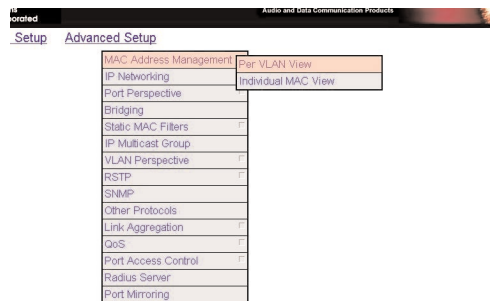 Audio and Data Communication Products
orated
Setup Advanced Setup
MAC Address Management
Per VLAN View
Individual MAC View
IP Networking
Port Perspective
Bridging
Static MAC Filters
IP Multicast Group
VLAN Perspective
RSTP
SNMP
Other Protocols
Link Aggregation
QoS
Port Access Control
Radius Server
Port Mirroring